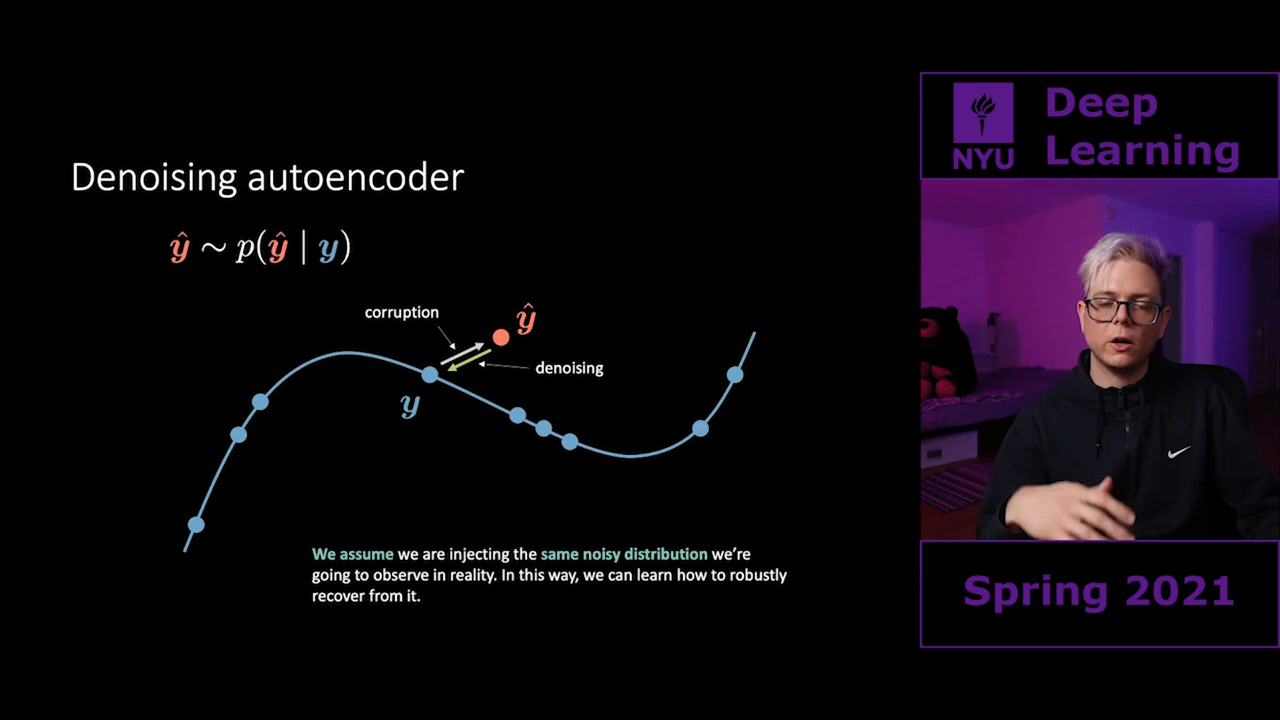 Denoising autoencoder
ŷ ∼ p(ŷ | y)
corruption
ŷ
denoising
y
We assume we are injecting the same noisy distribution we're
going to observe in reality. In this way, we can learn how to robustly
recover from it.
NYU
Deep
Learning
Spring 2021